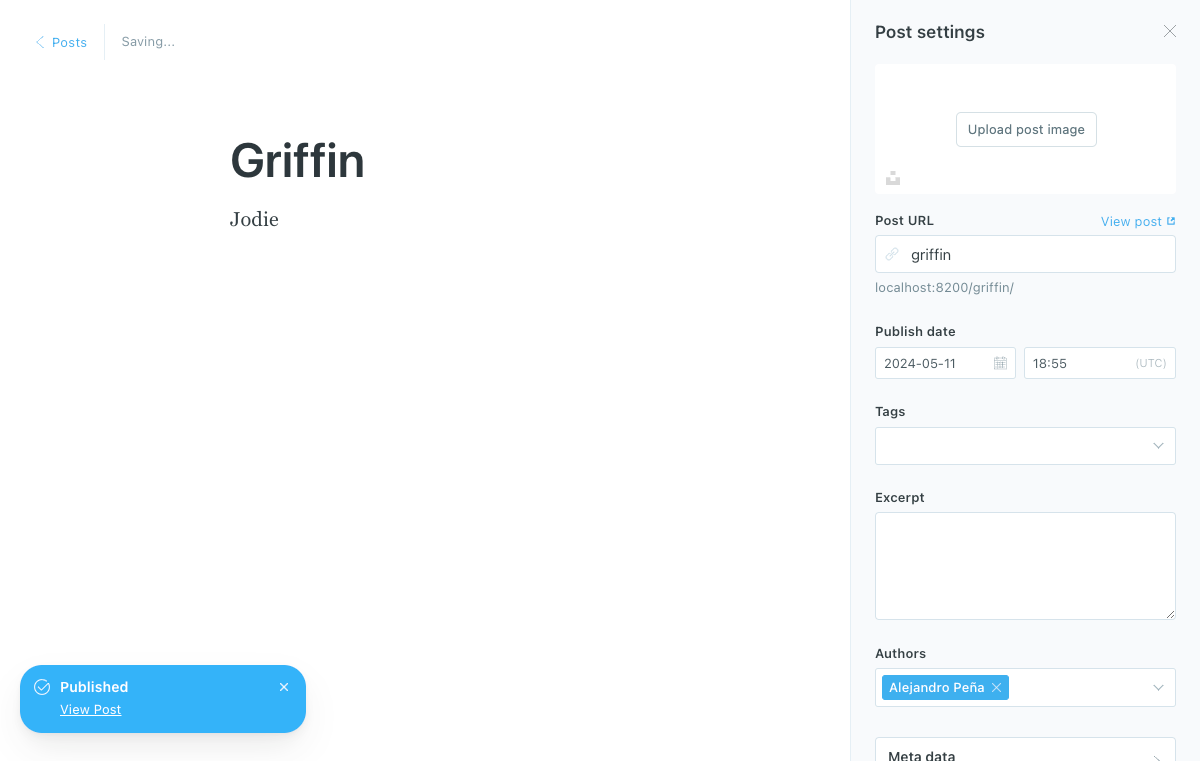 Posts
Saving...
Griffin
Jodie
Published
View Post
Post settings
Upload post image
Post URL
View post
griffin
localhost:8200/griffin/
Publish date
2024-05-11
18:55
(UTC)
Tags
Excerpt
Authors
Alejandro Peña
Meta data